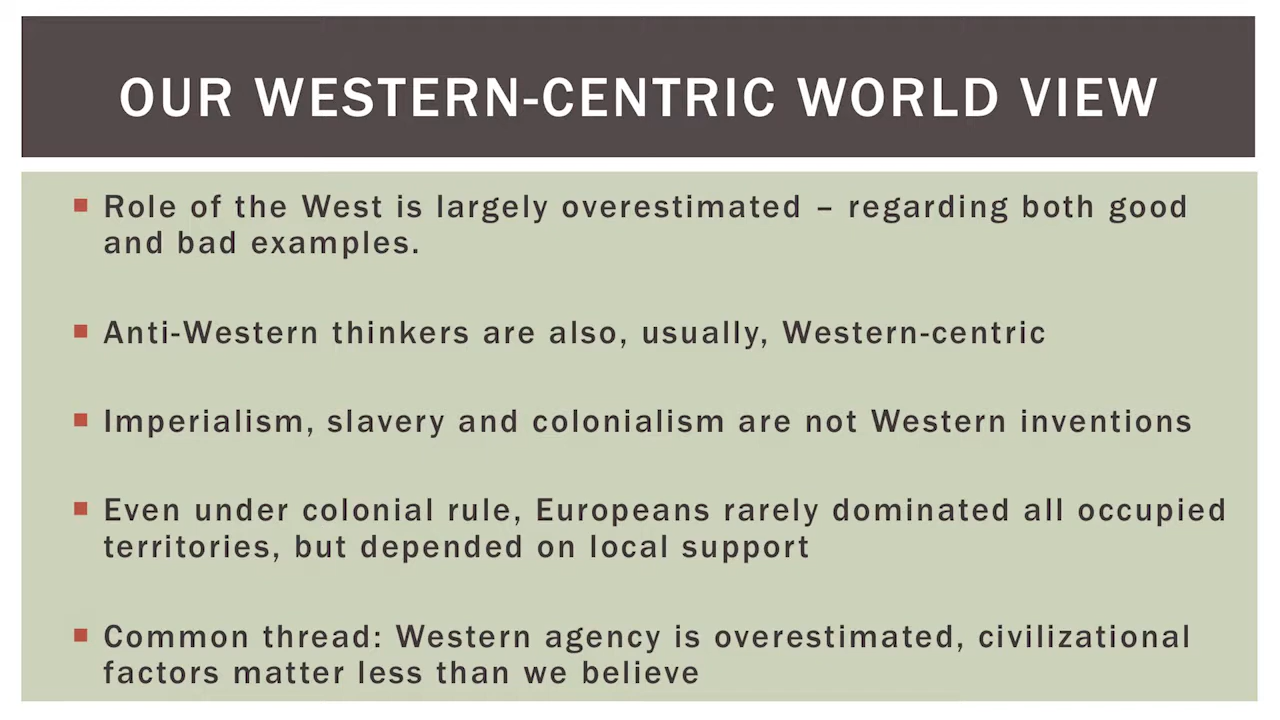 OUR WESTERN-CENTRIC WORLD VIEW
Role of the West is largely overestimated – regarding both good
and bad examples.
Anti-Western thinkers are also, usually, Western-centric
Imperialism, slavery and colonialism are not Western inventions
Even under colonial rule, Europeans rarely dominated all occupied
territories, but depended on local support
Common thread: Western agency is overestimated, civilizational
factors matter less than we believe